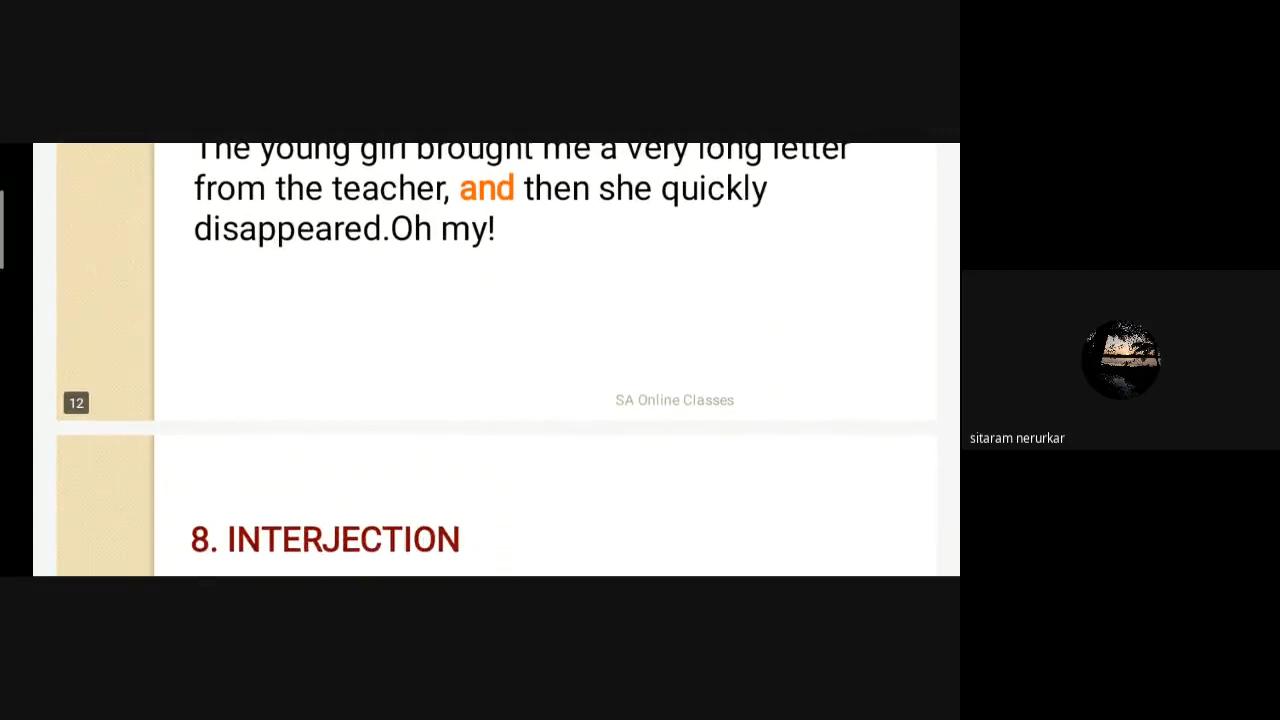 The young girl brought me a very long letter
from the teacher, and then she quickly
disappeared.Oh my!
12
SA Online Classes
sitaram nerurkar
8. INTERJECTION